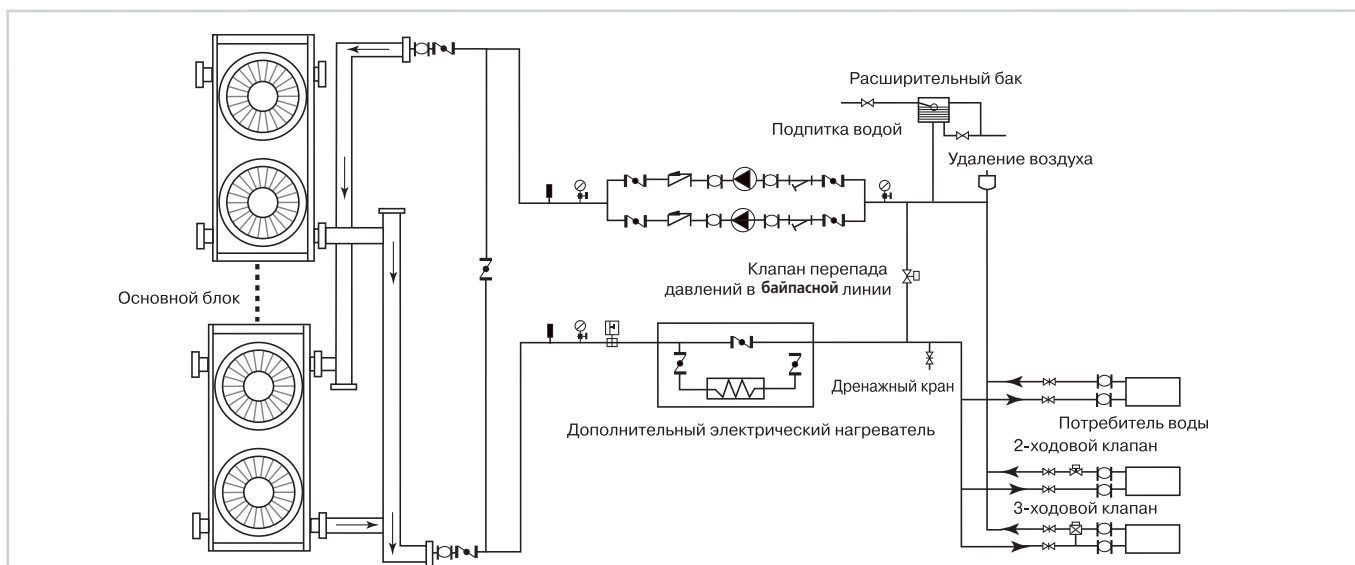 Расширительный бак
Подпитка водой
Удаление воздуха
Клапан перепада
давлений в байпасной линии
Основной блок
Дренажный кран
Дополнительный электрический нагреватель
Потребитель воды
2-ходовой клапан
3-ходовой клапан